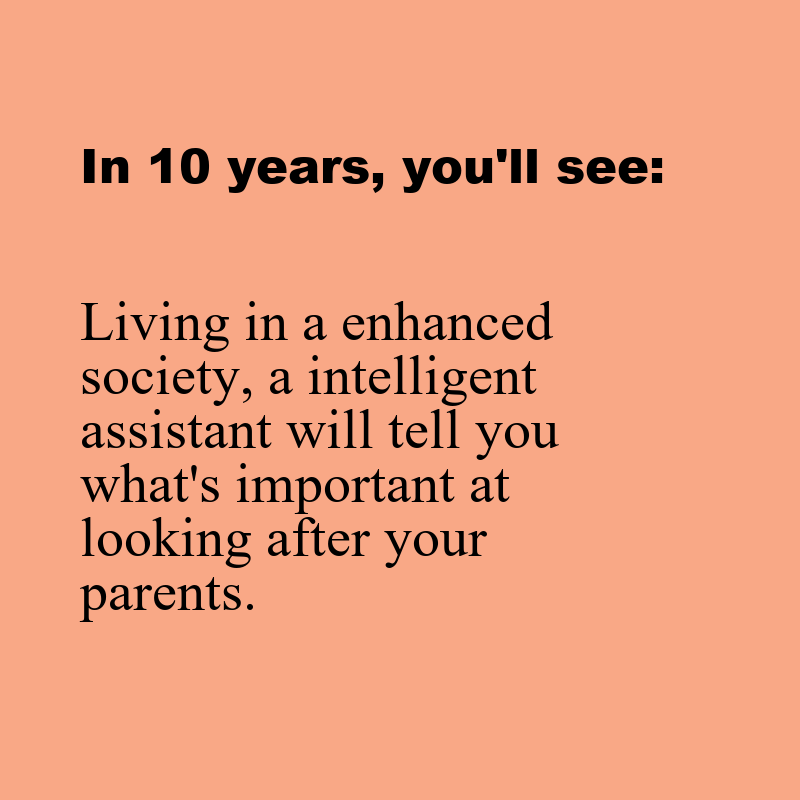 In 10 years, you'll see:
Living in a enhanced
society, a intelligent
assistant will tell you
what's important at
looking after your
parents.